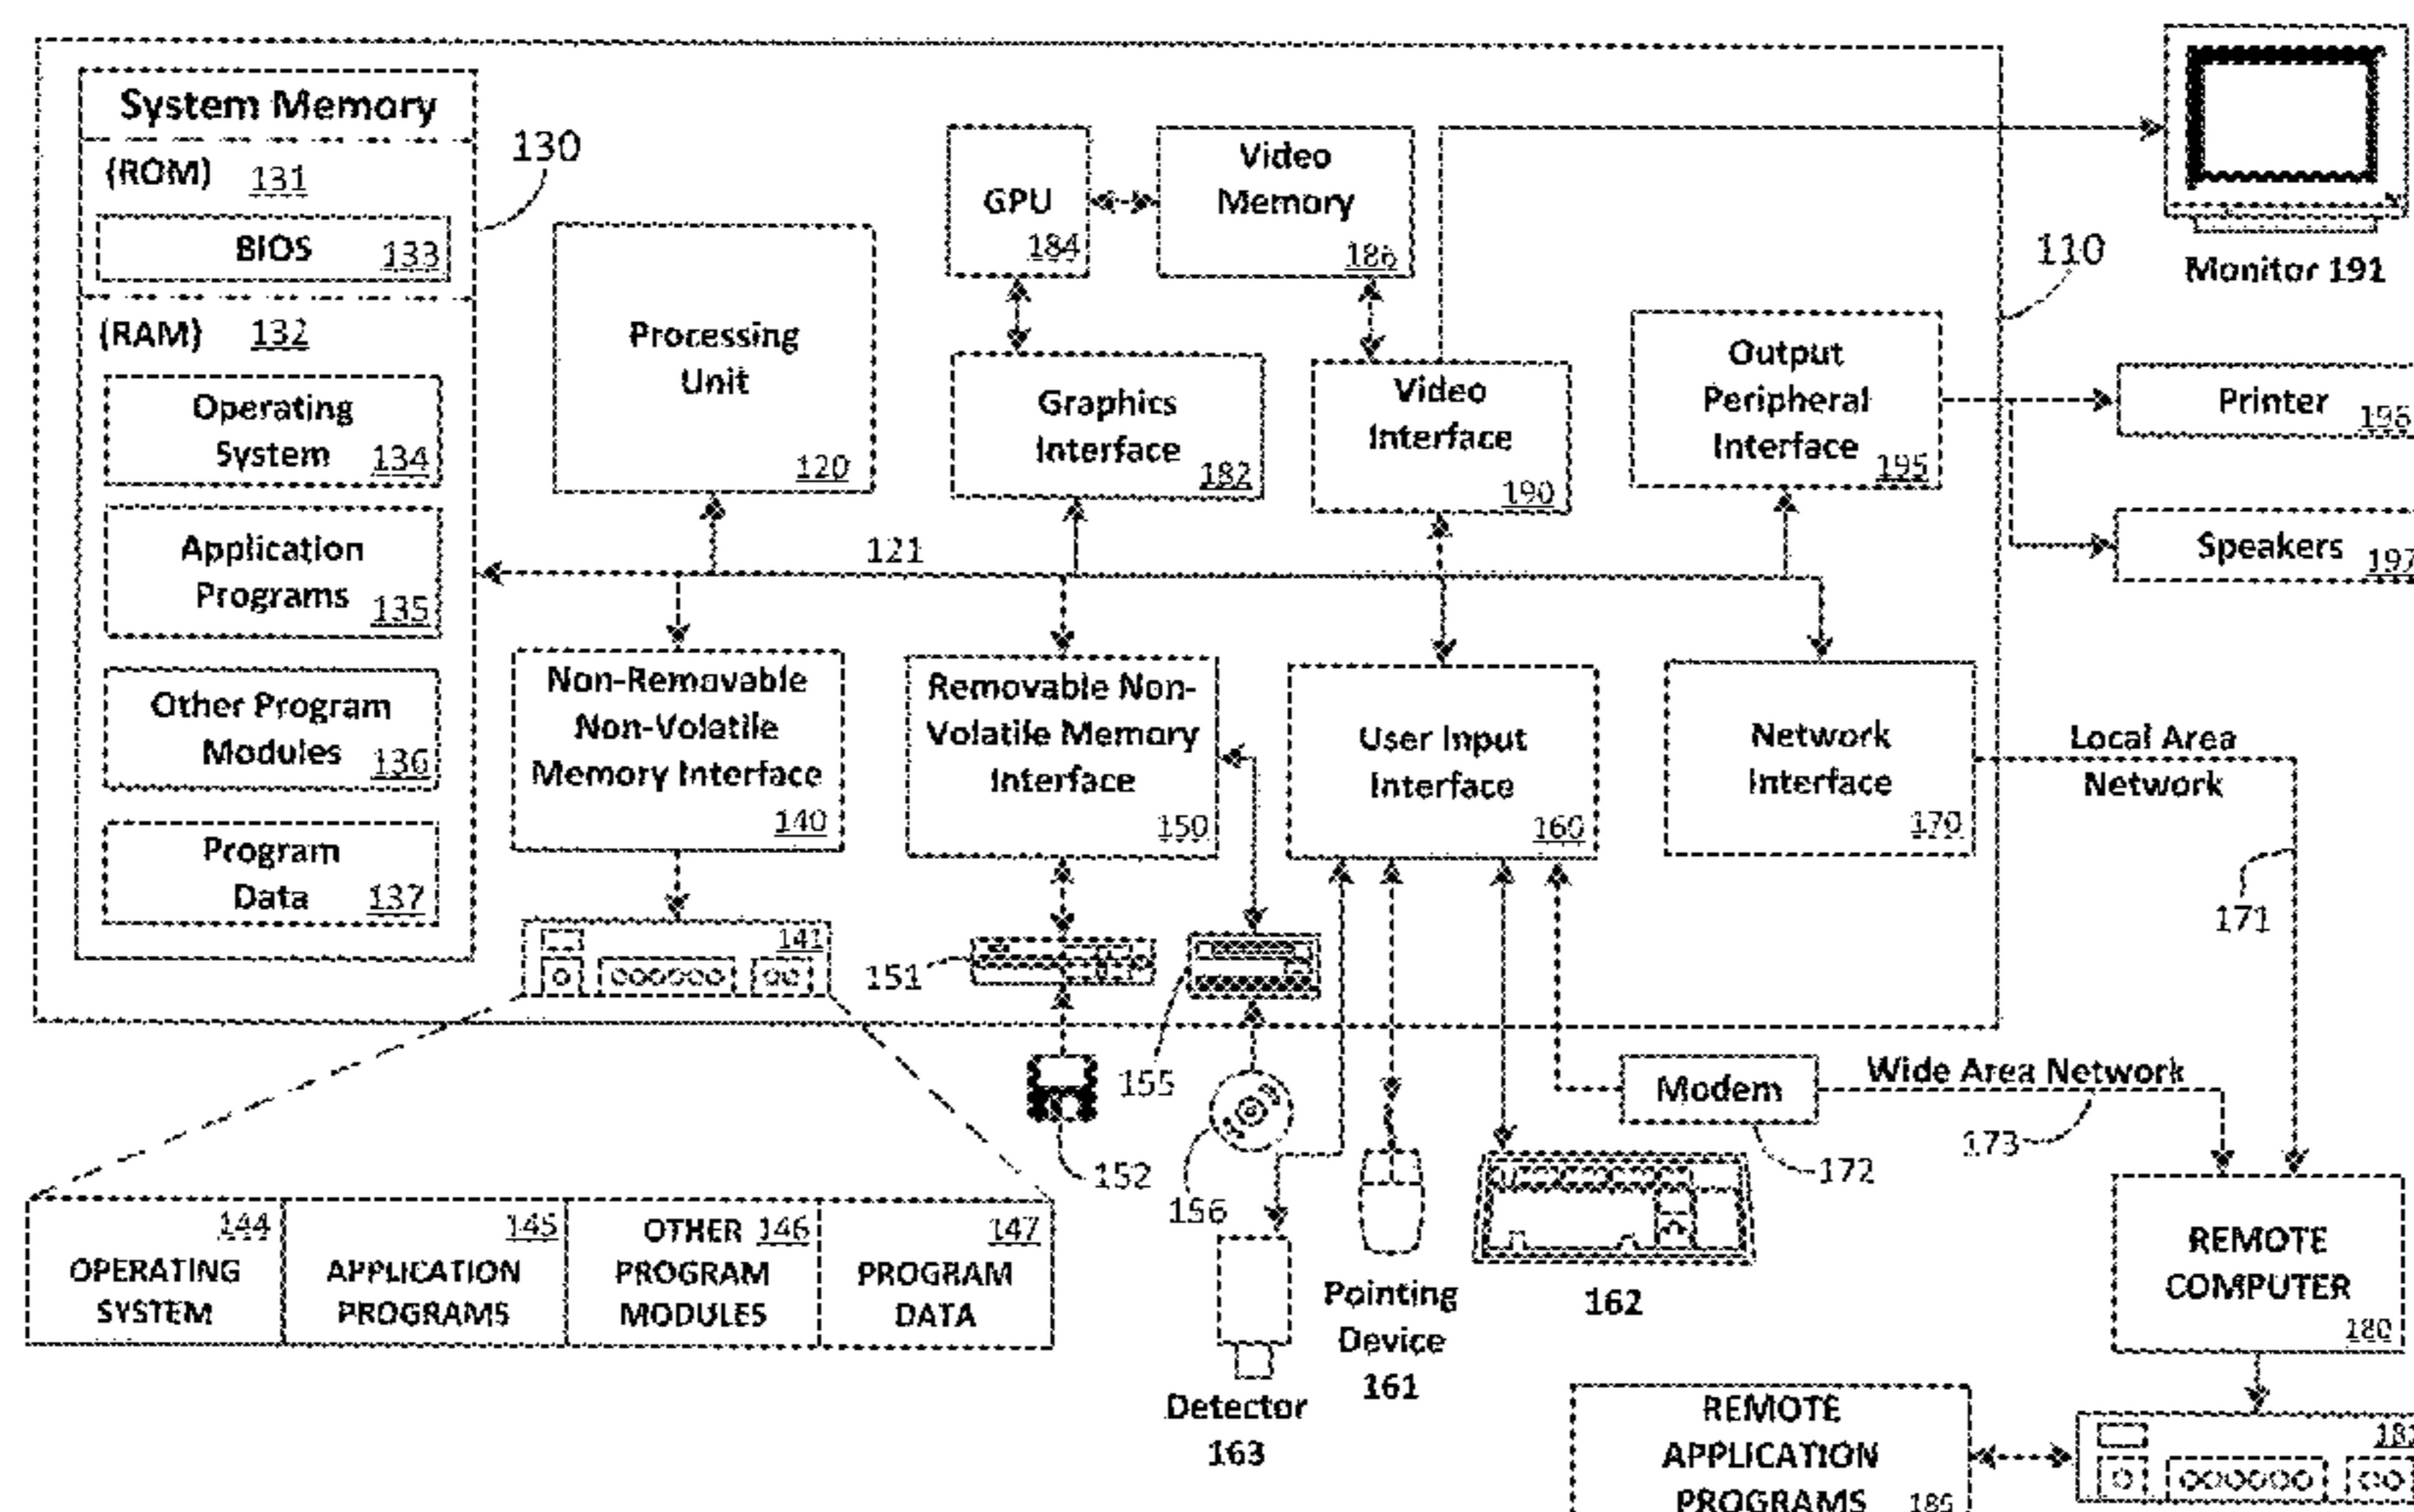 System Memory
(ROM) 131
BIOS 133
(RAM) 132
Operating
System 134
Application
Programs 135
Other Program
Modules 136
Program
Data 137
130
Processing
Unit
120
GPU
184
Video
Memory
186
Graphics
Interface
182
Video
Interface
190
Output
Peripheral
Interface
195
110
Monitor 191
Printer
196
Speakers
197
121
Non-Removable
Non-Volatile
Memory Interface
140
Removable Non-
Volatile Memory
Interface
150
User Input
Interface
160
Network
Interface
170
Local Area
Network
171
141
151
155
152
156
Modem
172
Wide Area Network
173
144
OPERATING
SYSTEM
145
APPLICATION
PROGRAMS
OTHER 146
PROGRAM
MODULES
147
PROGRAM
DATA
Detector
163
Pointing
Device
161
162
REMOTE
COMPUTER
180
REMOTE
APPLICATION
PROGRAMS